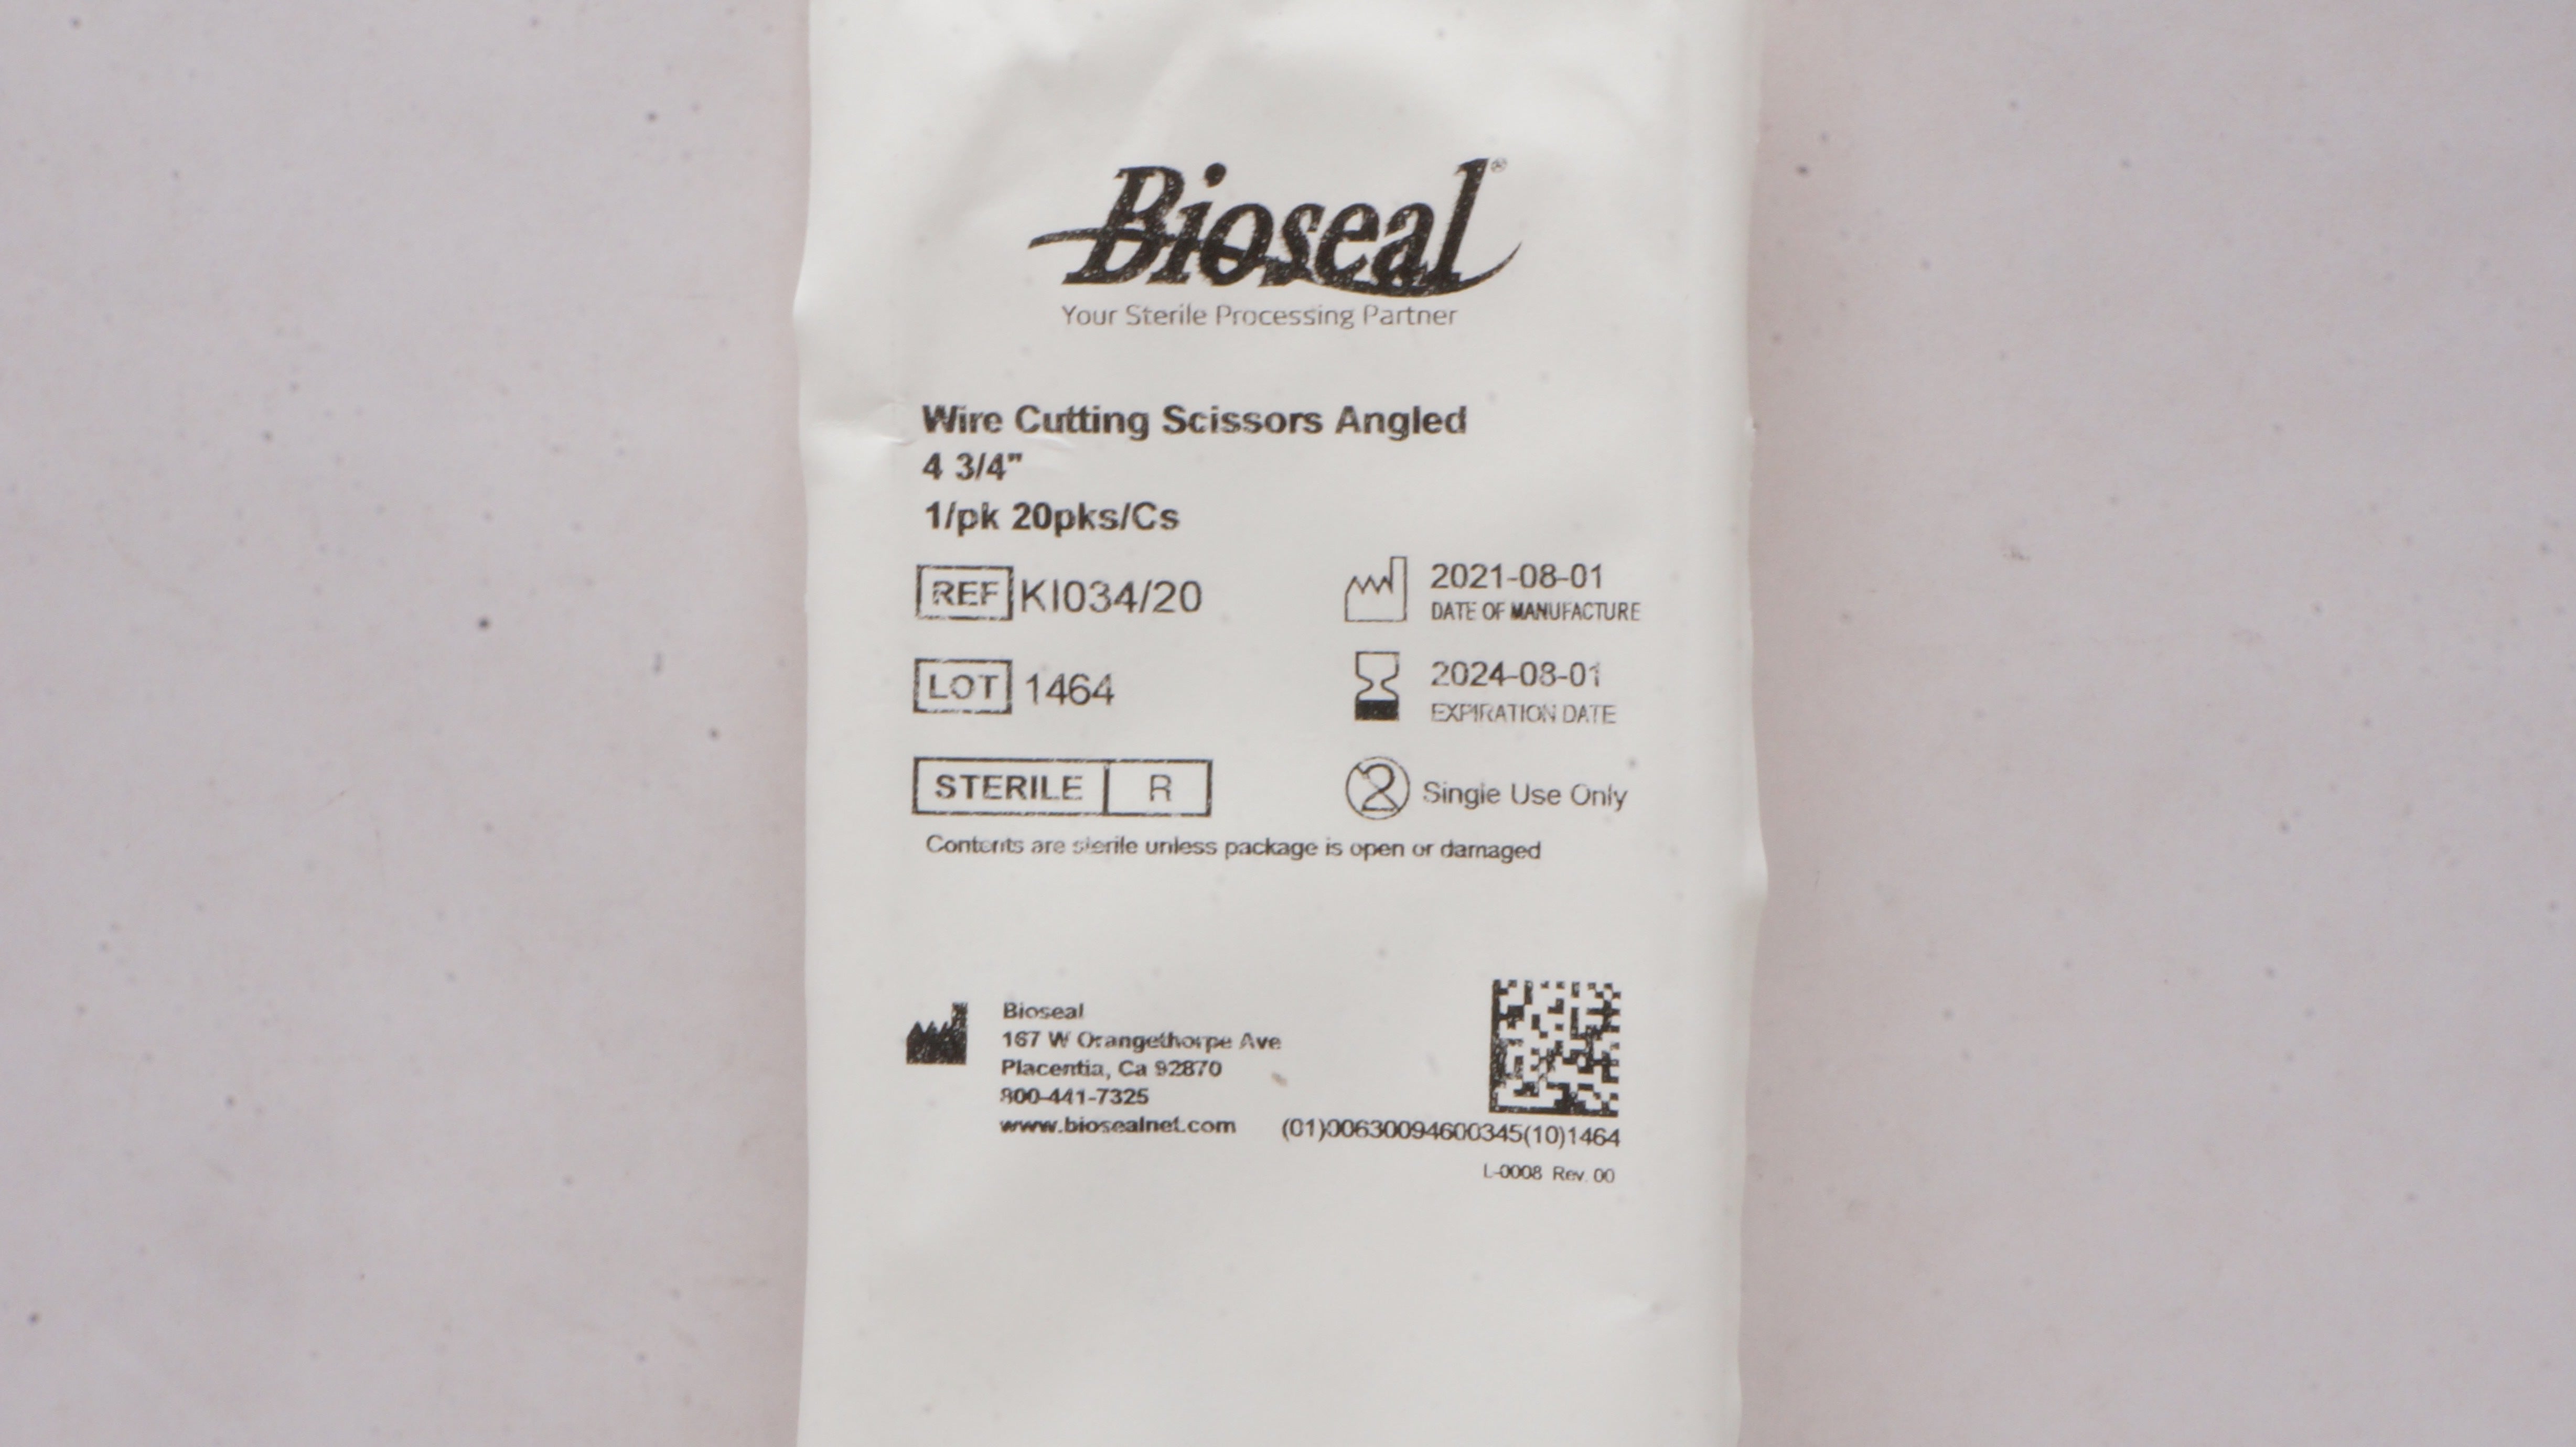 Bioseal®
Your Sterile Processing Partner
Wire Cutting Scissors Angled
4 3/4"
1/pk 20pks/Cs
REF KI034/20
2021-08-01
DATE OF MANUFACTURE
LOT 1464
2024-08-01
EXPIRATION DATE
STERILE R
2 Single Use Only
Contents are sterile unless package is open or damaged
Bioseal
167 W Orangethorpe Ave
Placentia, Ca 92870
800-441-7325
www.biosealnet.com
(01)00630094600345(10)1464
L-0008 Rev. 00